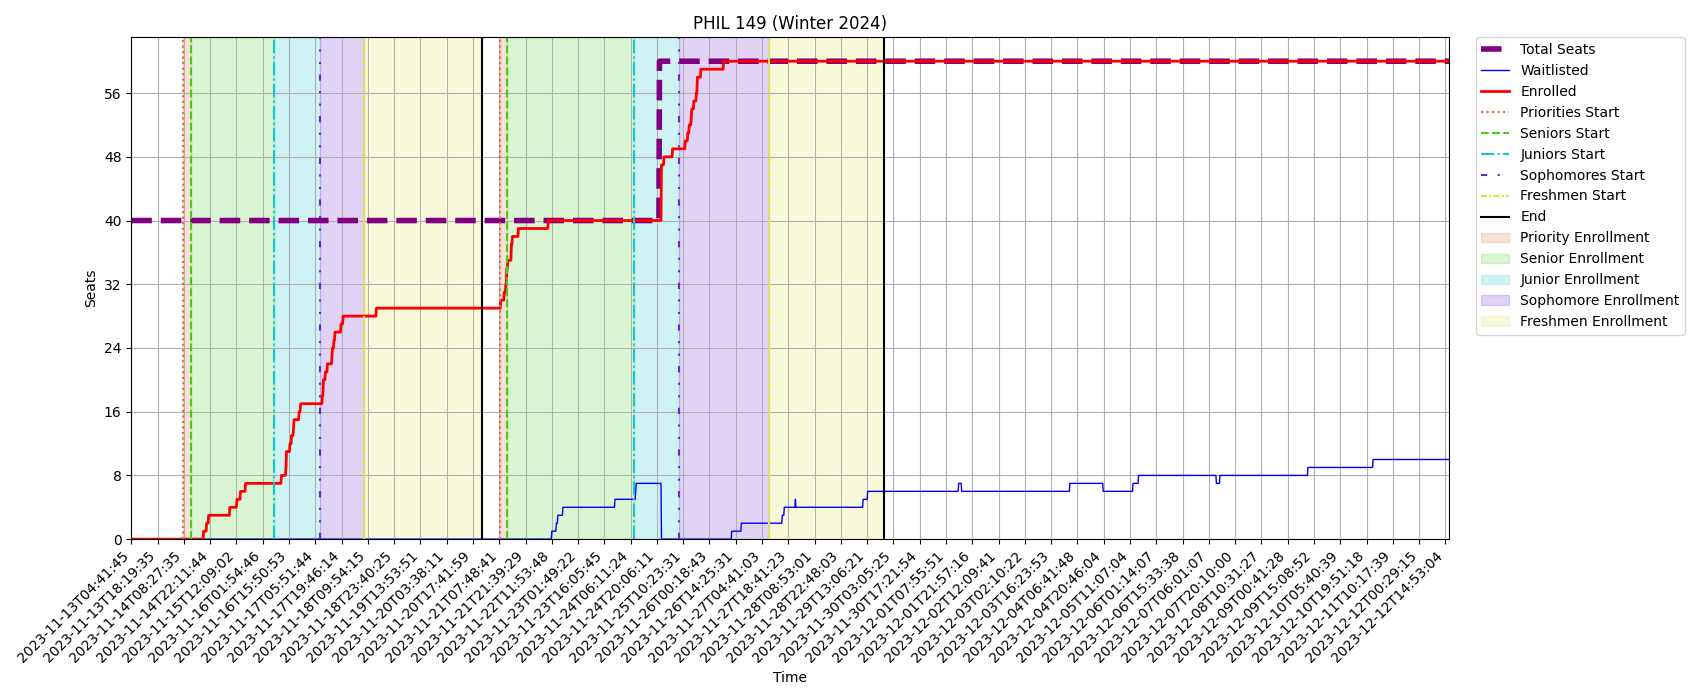 PHIL 149 (Winter 2024)
Seats
56
48
40
32
24
16
8
0
2023-11-13T04:41:45
2023-11-13T18:19:35
2023-11-14T08:27:35
2023-11-14T22:11:44
2023-11-15T12:09:02
2023-11-16T01:54:46
2023-11-16T15:50:53
2023-11-17T05:51:44
2023-11-17T19:46:14
2023-11-18T09:54:15
2023-11-18T23:40:25
2023-11-19T13:53:51
2023-11-20T03:38:11
2023-11-20T17:41:59
2023-11-21T07:48:41
2023-11-21T21:39:29
2023-11-22T11:53:48
2023-11-23T01:49:22
2023-11-23T16:05:45
2023-11-24T06:11:24
2023-11-24T20:06:11
2023-11-25T10:23:31
2023-11-26T00:18:43
2023-11-26T14:25:31
2023-11-27T04:41:03
2023-11-27T18:41:23
2023-11-28T08:53:01
2023-11-28T22:48:03
2023-11-29T13:06:21
2023-11-30T03:05:25
2023-11-30T17:21:54
2023-12-01T07:55:51
2023-12-01T21:57:16
2023-12-02T12:09:41
2023-12-03T02:10:22
2023-12-03T16:23:53
2023-12-04T06:41:48
2023-12-04T20:46:04
2023-12-05T11:07:04
2023-12-06T01:14:07
2023-12-06T15:33:38
2023-12-07T06:01:07
2023-12-07T20:10:00
2023-12-08T10:31:27
2023-12-09T00:41:28
2023-12-09T15:08:52
2023-12-10T05:40:39
2023-12-10T19:51:18
2023-12-11T10:17:39
2023-12-12T00:29:15
2023-12-12T14:53:04
Time
Total Seats
Waitlisted
Enrolled
Priorities Start
Seniors Start
Juniors Start
Sophomores Start
Freshmen Start
End
Priority Enrollment
Senior Enrollment
Junior Enrollment
Sophomore Enrollment
Freshmen Enrollment